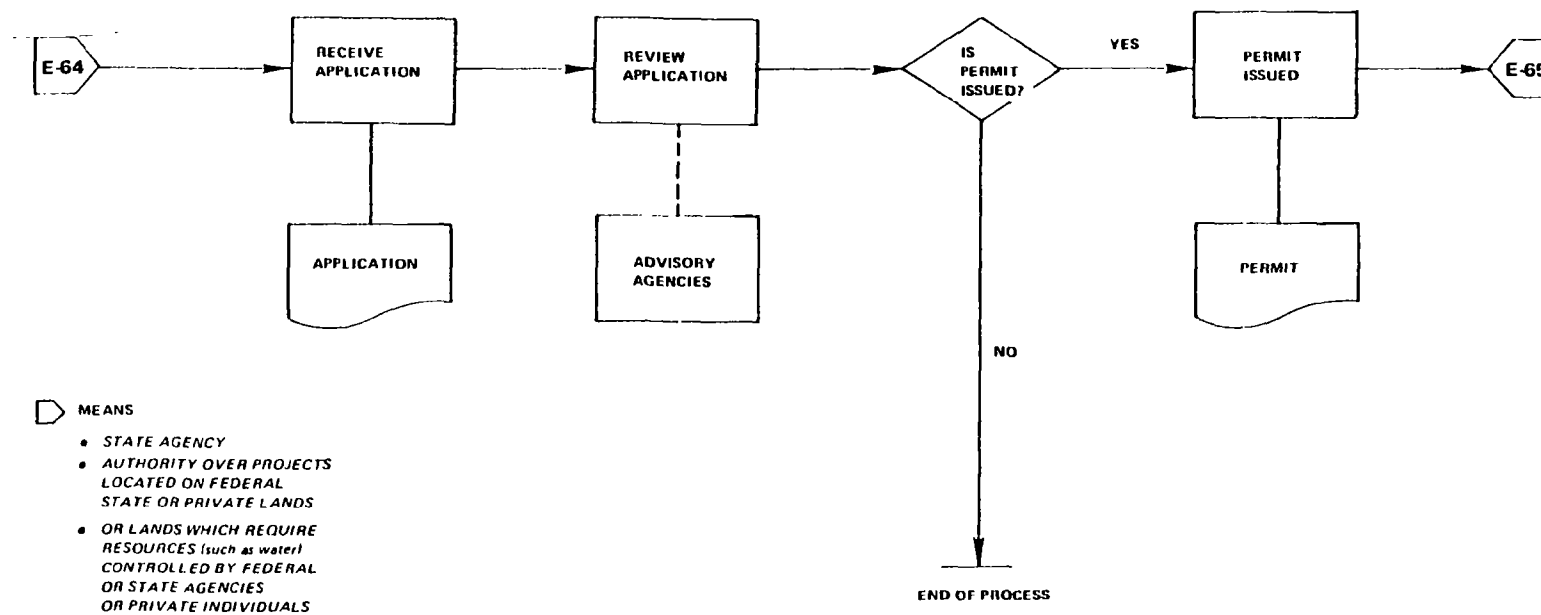 E-64
RECEIVE
APPLICATION
REVIEW
APPLICATION
IS
PERMIT
ISSUED?
YES
PERMIT
ISSUED
E-65
APPLICATION
ADVISORY
AGENCIES
PERMIT
NO
MEANS
• STATE AGENCY
• AUTHORITY OVER PROJECTS
LOCATED ON FEDERAL
STATE OR PRIVATE LANDS
• OR LANDS WHICH REQUIRE
RESOURCES (such as water)
CONTROLLED BY FEDERAL
OR STATE AGENCIES
OR PRIVATE INDIVIDUALS
END OF PROCESS